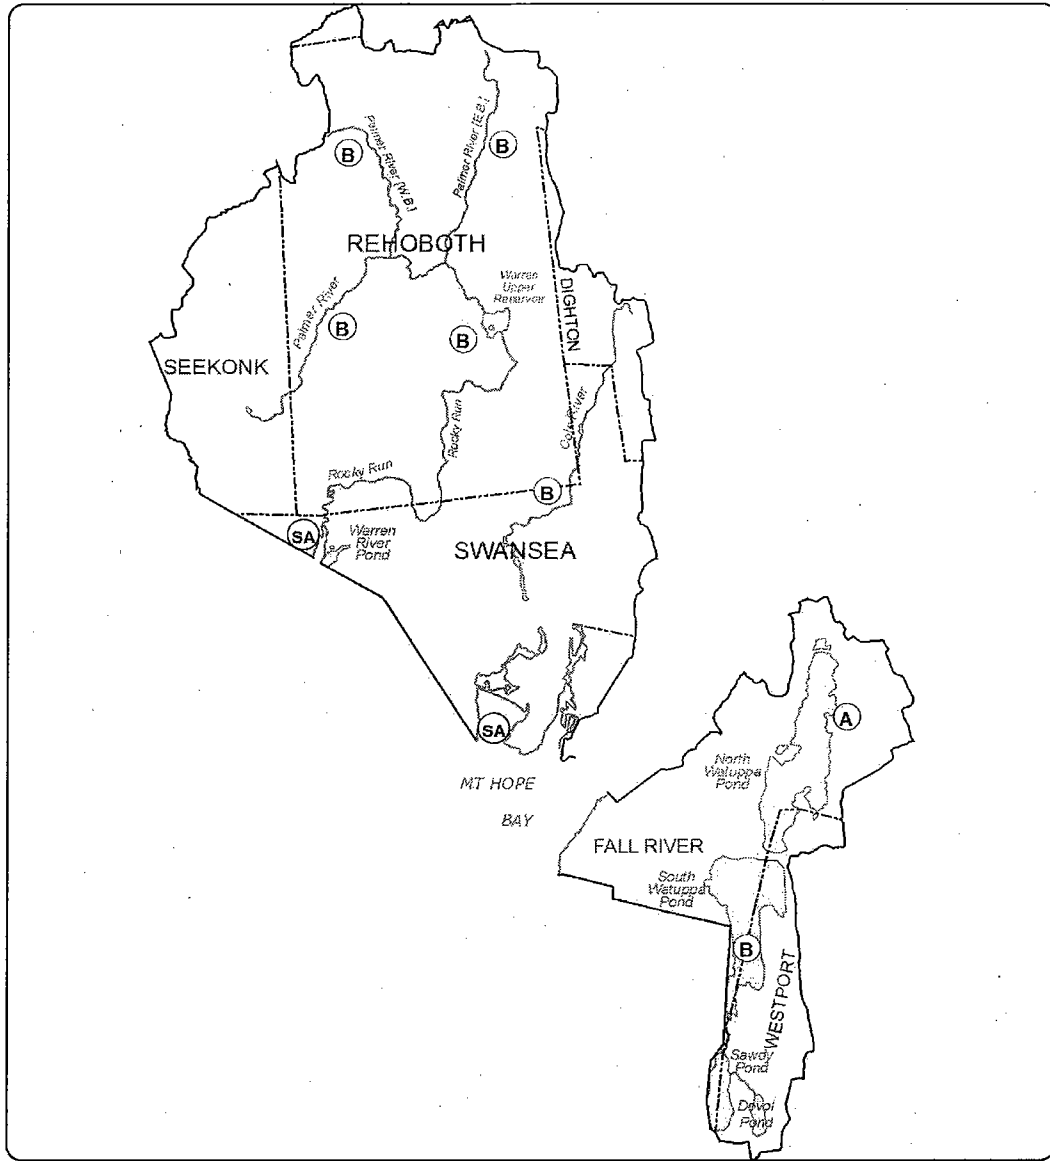 Palmer River [W.B.]
Palmer River [E.B.]
B
B
REHOBOTH
Warren
Upper
Reservoir
DIGHTON
Palmer River
B
B
SEEKONK
Rocky Run
Cole River
Rocky Run
B
SA
Warren
River
Pond
SWANSEA
SA
A
MT HOPE
BAY
North
Watuppa
Pond
FALL RIVER
South
Watuppa
Pond
B
WESTPORT
Sawdy
Pond
Devol
Pond